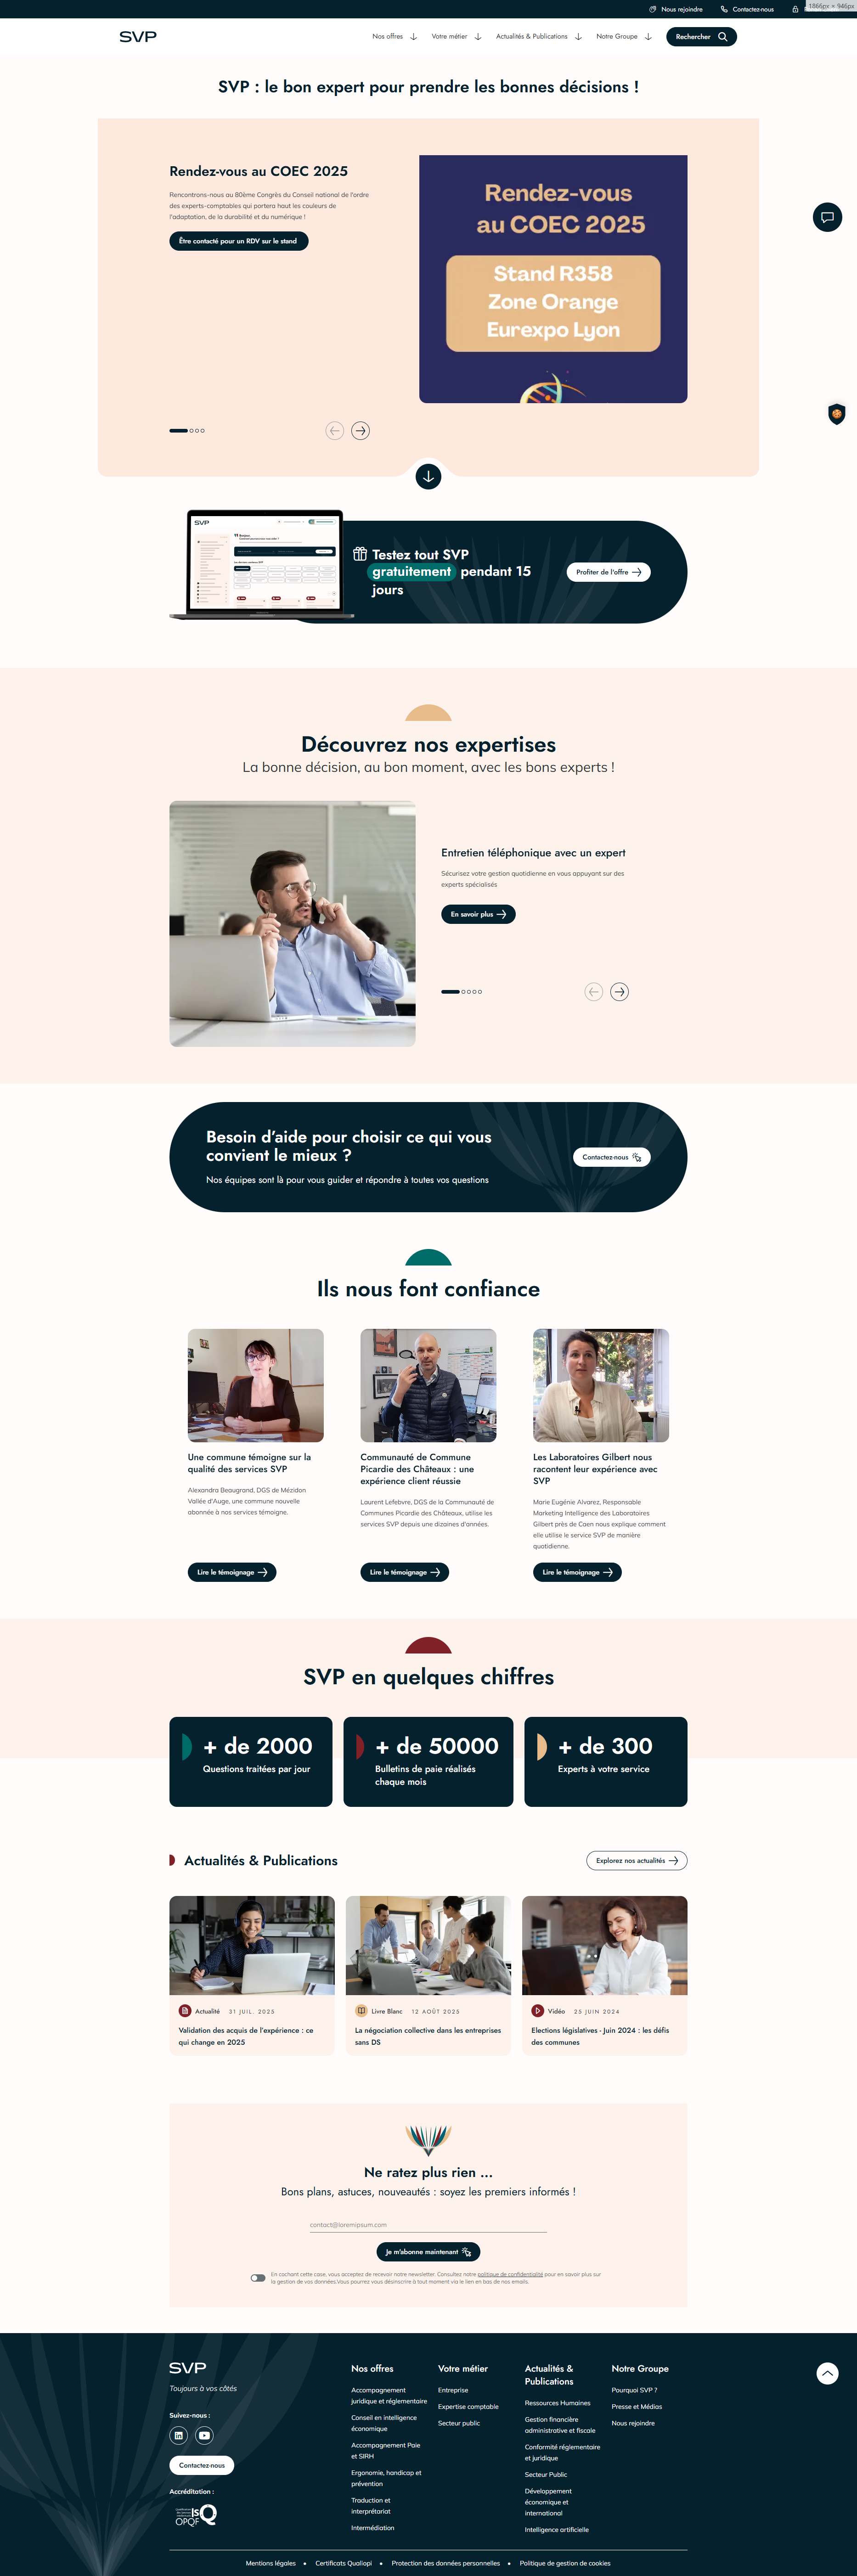 Nous rejoindre
Contactez-nous
1866px × 946px
SVP
Nos offres
Votre métier
Actualités & Publications
Notre Groupe
Rechercher
SVP : le bon expert pour prendre les bonnes décisions !
Rendez-vous au COEC 2025
Rencontrons-nous au 80ème Congrès du Conseil national de l'ordre
des experts-comptables qui portera haut les couleurs de
l'adaptation, de la durabilité et du numérique !
Être contacté pour un RDV sur le stand
Rendez-vous
au COEC 2025
Stand R358
Zone Orange
Eurexpo Lyon
SVP
Testez tout SVP
gratuitement pendant 15
jours
Profiter de l'offre
Découvrez nos expertises
La bonne décision, au bon moment, avec les bons experts !
Entretien téléphonique avec un expert
Sécurisez votre gestion quotidienne en vous appuyant sur des
experts spécialisés
En savoir plus
Besoin d'aide pour choisir ce qui vous
convient le mieux ?
Nos équipes sont là pour vous guider et répondre à toutes vos questions
Contactez-nous
Ils nous font confiance
Une commune témoigne sur la
qualité des services SVP
Alexandra Beaugrand, DGS de Mézidon
Vallée d'Auge, une commune nouvelle
abonnée à nos services témoigne.
Lire le témoignage
Communauté de Commune
Picardie des Châteaux : une
expérience client réussie
Laurent Lefebvre, DGS de la Communauté de
Communes Picardie des Châteaux, utilise les
services SVP depuis une dizaines d'années.
Lire le témoignage
Les Laboratoires Gilbert nous
racontent leur expérience avec
SVP
Marie Eugénie Alvarez, Responsable
Marketing Intelligence des Laboratoires
Gilbert près de Caen nous explique comment
elle utilise le service SVP de manière
quotidienne.
Lire le témoignage
SVP en quelques chiffres
+ de 2000
Questions traitées par jour
+ de 50000
Bulletins de paie réalisés
chaque mois
+ de 300
Experts à votre service
Actualités & Publications
Explorez nos actualités
Actualité 31 JUIL. 2025
Validation des acquis de l'expérience : ce
qui change en 2025
Livre Blanc 12 AOÛT 2025
La négociation collective dans les entreprises
sans DS
Vidéo 25 JUIN 2024
Elections législatives - Juin 2024 : les défis
des communes
Ne ratez plus rien ...
Bons plans, astuces, nouveautés : soyez les premiers informés !
contact@loremipsum.com
Je m'abonne maintenant
En cochant cette case, vous acceptez de recevoir notre newsletter. Consultez notre politique de confidentialité pour en savoir plus sur
la gestion de vos données.Vous pourrez vous désinscrire à tout moment via le lien en bas de nos emails.
SVP
Toujours à vos côtés
Suivez-nous :
Contactez-nous
Accréditation :
ISQ
OPQF
Nos offres
Accompagnement
juridique et réglementaire
Conseil en intelligence
économique
Accompagnement Paie
et SIRH
Ergonomie, handicap et
prévention
Traduction et
interprétariat
Intermédiation
Votre métier
Entreprise
Expertise comptable
Secteur public
Actualités &
Publications
Ressources Humaines
Gestion financière
administrative et fiscale
Conformité réglementaire
et juridique
Secteur Public
Développement
économique et
international
Intelligence artificielle
Notre Groupe
Pourquoi SVP ?
Presse et Médias
Nous rejoindre
Mentions légales
Certificats Qualiopi
Protection des données personnelles
Politique de gestion de cookies